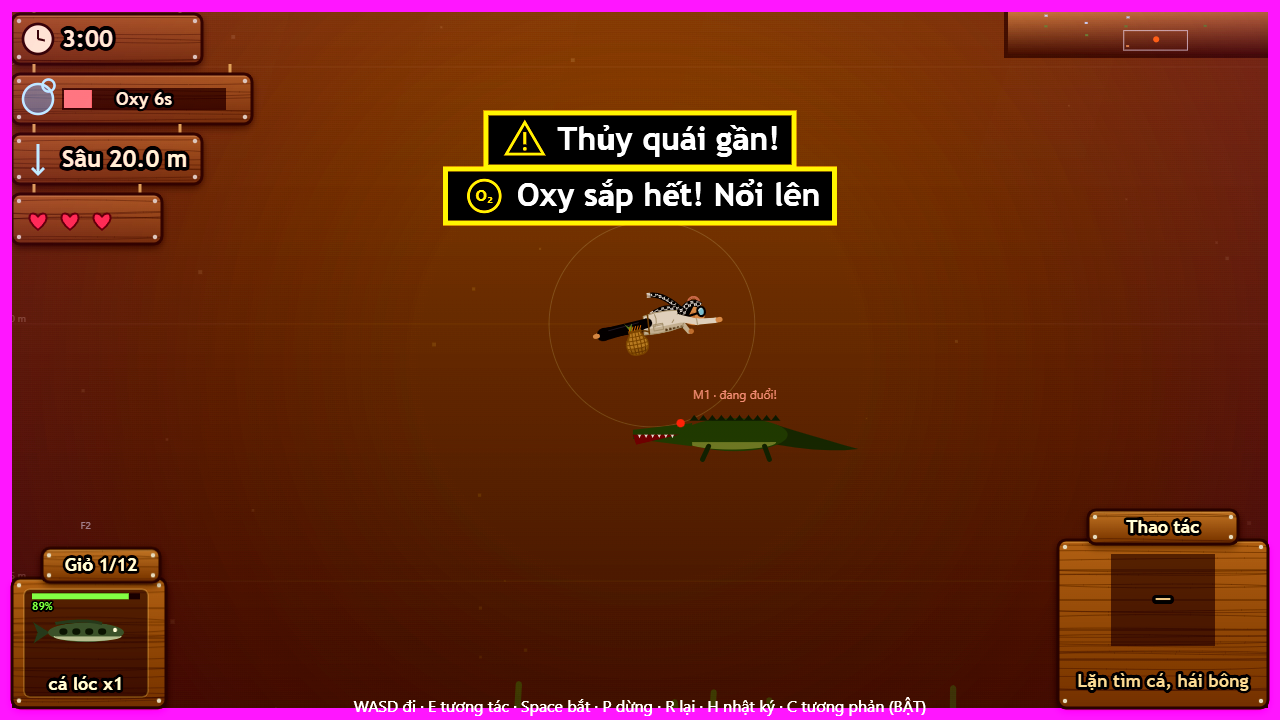 3:00
Oxy 6s
Sâu 20.0 m
Thủy quái gần!
O₂ Oxy sắp hết! Nổi lên
M1 · đang đuổi!
F2
Giỏ 1/12
89%
cá lóc x1
Thao tác
—
Lặn tìm cá, hái bông
WASD đi · E tương tác · Space bắt · P dừng · R lại · H nhật ký · C tương phản (BẬT)